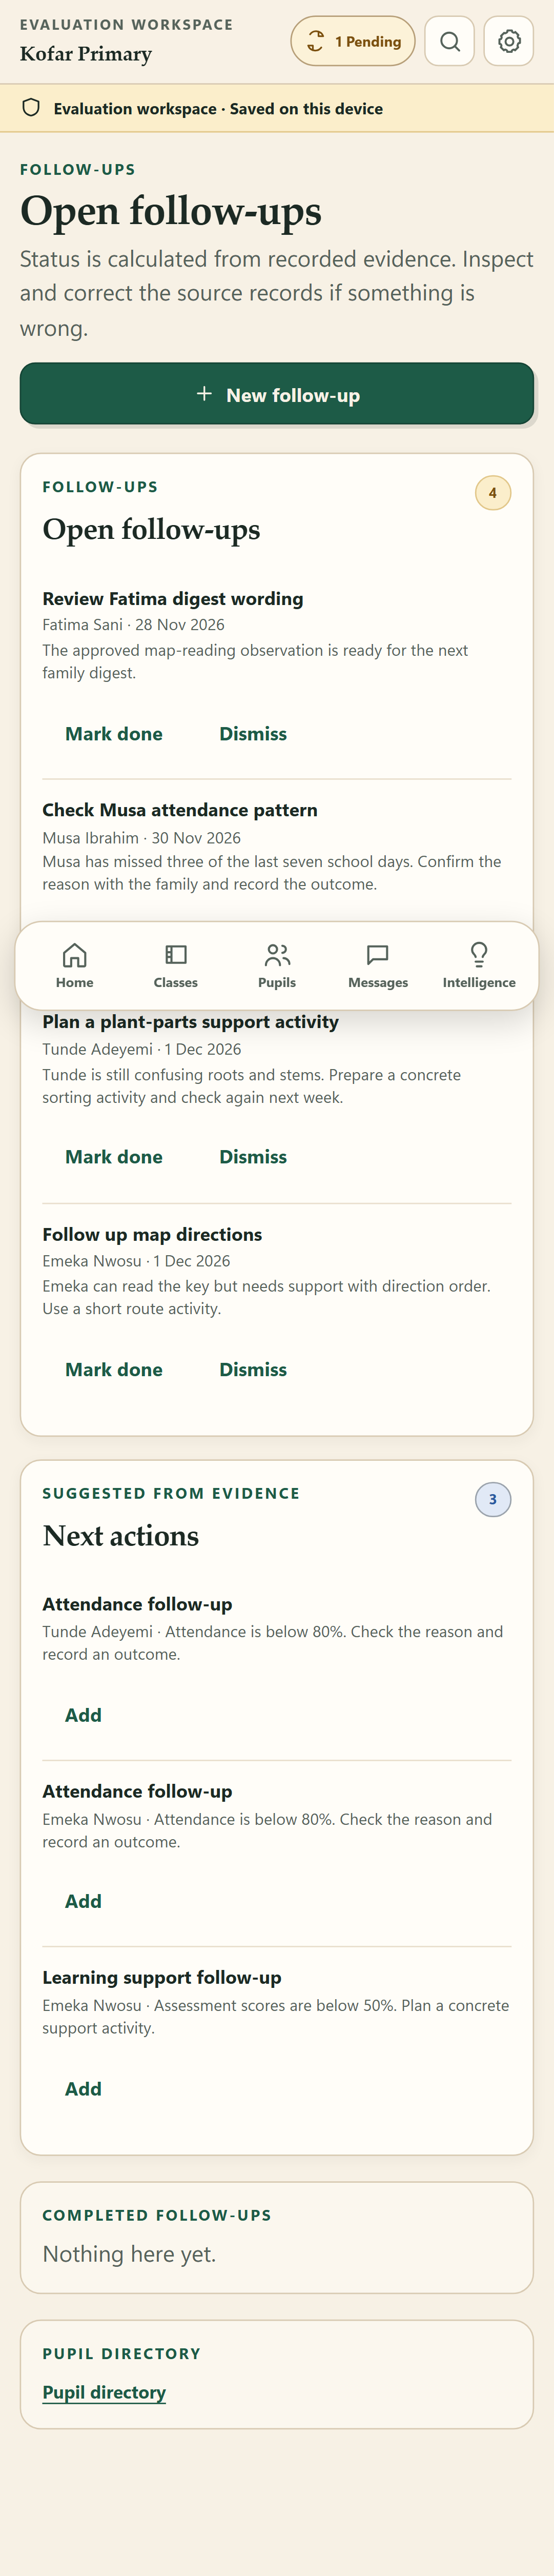 EVALUATION WORKSPACE
Kofar Primary
1 Pending
Evaluation workspace · Saved on this device
FOLLOW-UPS
Open follow-ups
Status is calculated from recorded evidence. Inspect
and correct the source records if something is
wrong.
New follow-up
FOLLOW-UPS
4
Open follow-ups
Review Fatima digest wording
Fatima Sani · 28 Nov 2026
The approved map-reading observation is ready for the next
family digest.
Mark done
Dismiss
Check Musa attendance pattern
Musa Ibrahim · 30 Nov 2026
Musa has missed three of the last seven school days. Confirm the
reason with the family and record the outcome.
Home
Classes
Pupils
Messages
Intelligence
Plan a plant-parts support activity
Tunde Adeyemi · 1 Dec 2026
Tunde is still confusing roots and stems. Prepare a concrete
sorting activity and check again next week.
Mark done
Dismiss
Follow up map directions
Emeka Nwosu · 1 Dec 2026
Emeka can read the key but needs support with direction order.
Use a short route activity.
Mark done
Dismiss
SUGGESTED FROM EVIDENCE
3
Next actions
Attendance follow-up
Tunde Adeyemi · Attendance is below 80%. Check the reason and
record an outcome.
Add
Attendance follow-up
Emeka Nwosu · Attendance is below 80%. Check the reason and
record an outcome.
Add
Learning support follow-up
Emeka Nwosu · Assessment scores are below 50%. Plan a concrete
support activity.
Add
COMPLETED FOLLOW-UPS
Nothing here yet.
PUPIL DIRECTORY
Pupil directory